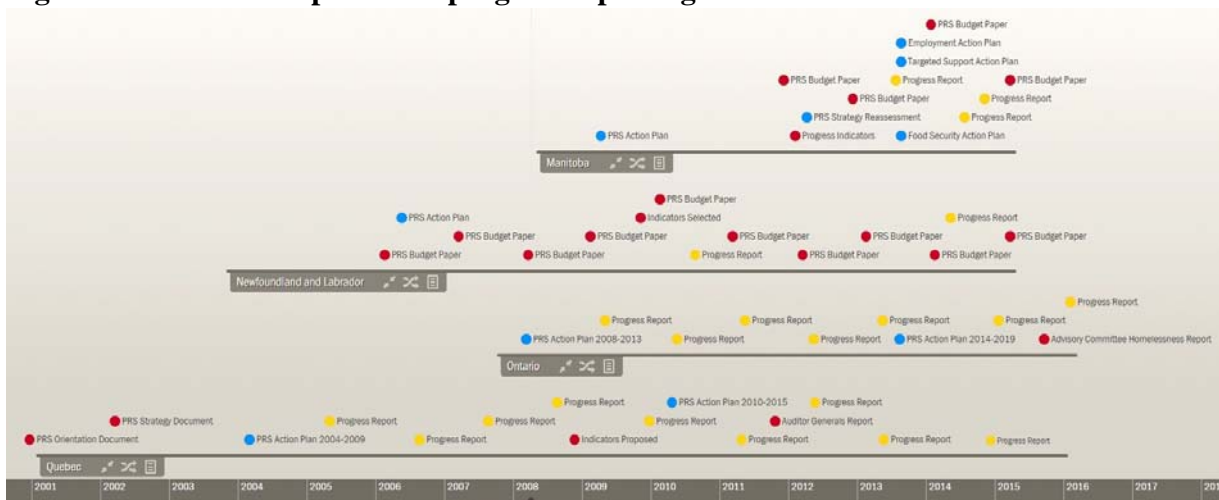 PRS Budget Paper
Employment Action Plan
Targeted Support Action Plan
PRS Budget Paper Progress Report PRS Budget Paper
PRS Budget Paper Progress Report
PRS Strategy Reassessment Progress Report
PRS Action Plan Progress Indicators Food Security Action Plan
Manitoba
PRS Budget Paper
PRS Action Plan Indicators Selected Progress Report
PRS Budget Paper PRS Budget Paper PRS Budget Paper PRS Budget Paper PRS Budget Paper
PRS Budget Paper PRS Budget Paper Progress Report PRS Budget Paper PRS Budget Paper
Newfoundland and Labrador
Progress Report
Progress Report Progress Report Progress Report Progress Report
PRS Action Plan 2008-2013 Progress Report Progress Report PRS Action Plan 2014-2019 Advisory Committee Homelessness Report
Ontario
Progress Report PRS Action Plan 2010-2015 Progress Report
PRS Strategy Document Progress Report Progress Report Progress Report Auditor Generals Report
PRS Orientation Document PRS Action Plan 2004-2009 Progress Report Indicators Proposed Progress Report Progress Report Progress Report
Quebec
2001 2002 2003 2004 2005 2006 2007 2008 2009 2010 2011 2012 2013 2014 2015 2016 2017